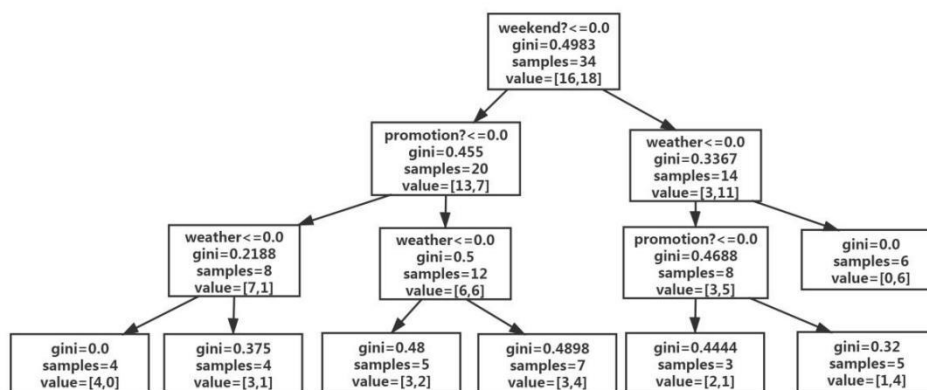 weekend?<=0.0
gini=0.4983
samples=34
value=[16,18]
promotion?<=0.0
gini=0.455
samples=20
value=[13,7]
weather<=0.0
gini=0.3367
samples=14
value=[3,11]
weather<=0.0
gini=0.2188
samples=8
value=[7,1]
weather<=0.0
gini=0.5
samples=12
value=[6,6]
promotion?<=0.0
gini=0.4688
samples=8
value=[3,5]
gini=0.0
samples=6
value=[0,6]
gini=0.0
samples=4
value=[4,0]
gini=0.375
samples=4
value=[3,1]
gini=0.48
samples=5
value=[3,2]
gini=0.4898
samples=7
value=[3,4]
gini=0.4444
samples=3
value=[2,1]
gini=0.32
samples=5
value=[1,4]